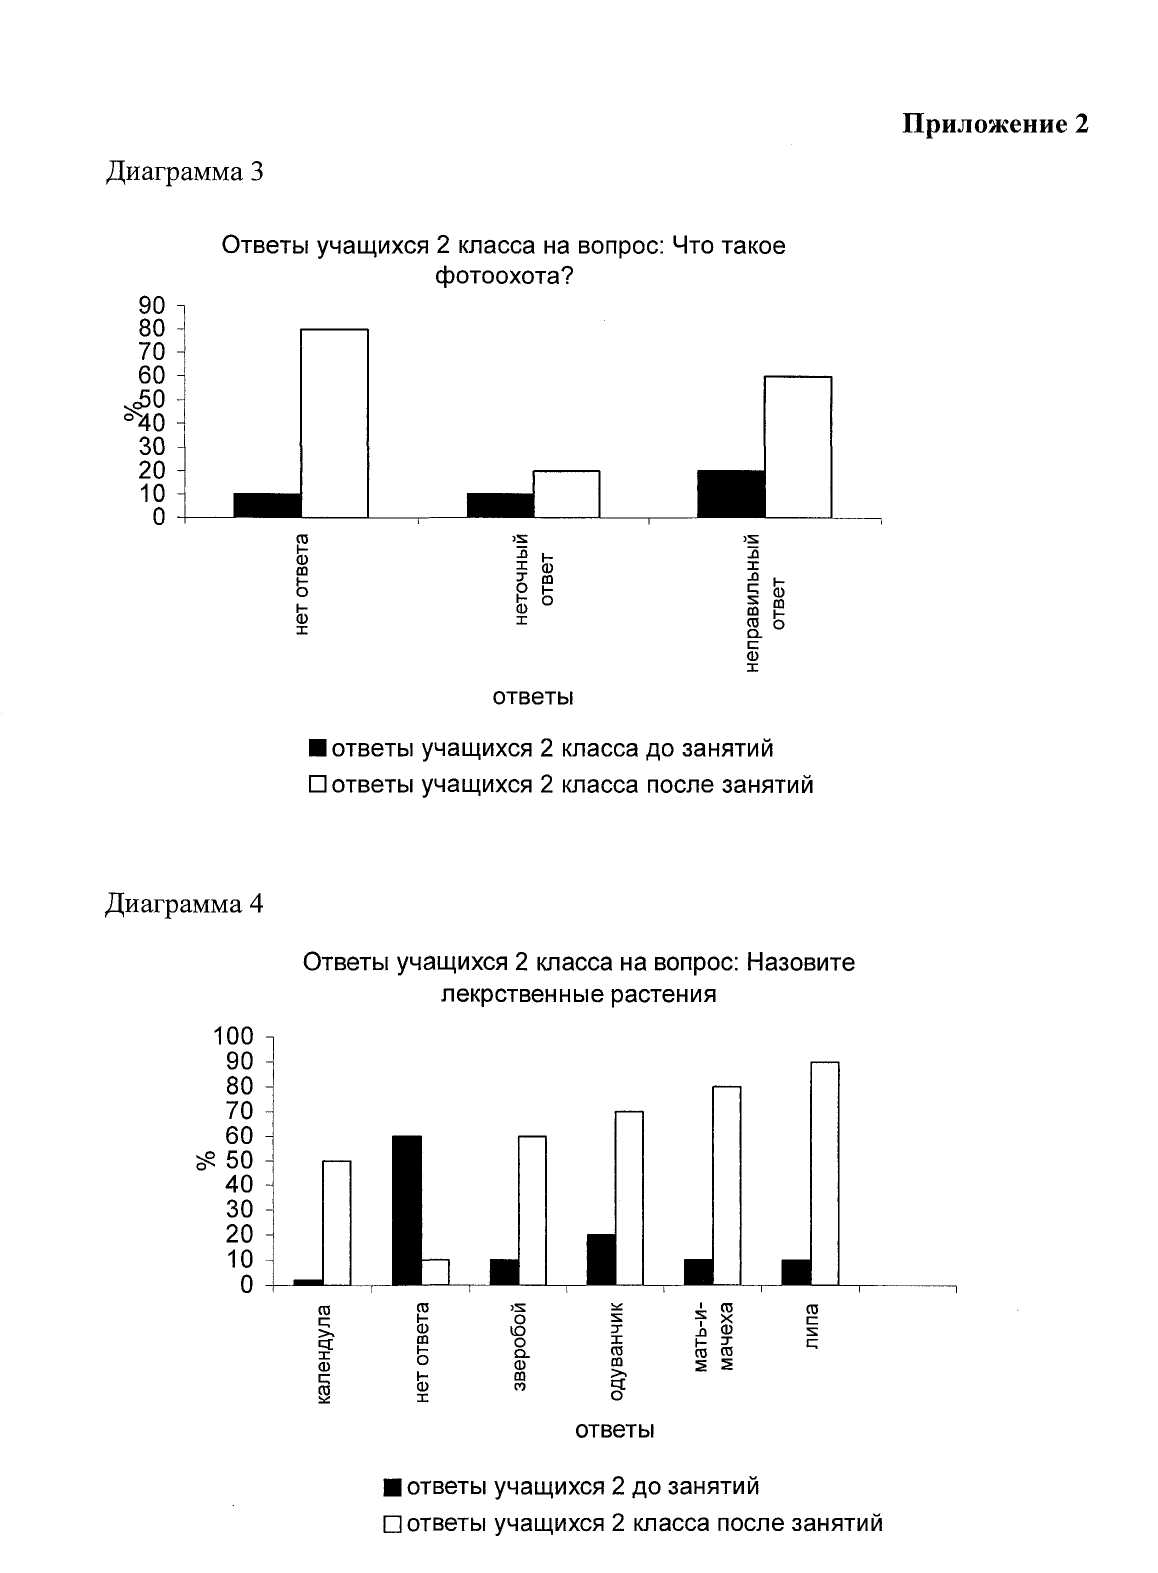 Приложение 2
Диаграмма 3
Ответы учащихся 2 класса на вопрос: Что такое
фотоохота?
90
80
70
60
50
40
30
20
10
0
%
нет ответа
неточный
ответ
неправильный
ответ
ответы
ответы учащихся 2 класса до занятий
ответы учащихся 2 класса после занятий
Диаграмма 4
Ответы учащихся 2 класса на вопрос: Назовите
лекрственные растения
100
90
80
70
60
50
40
30
20
10
0
%
календула
нет ответа
зверобой
одуванчик
мать-и-
мачеха
липа
ответы
ответы учащихся 2 до занятий
ответы учащихся 2 класса после занятий